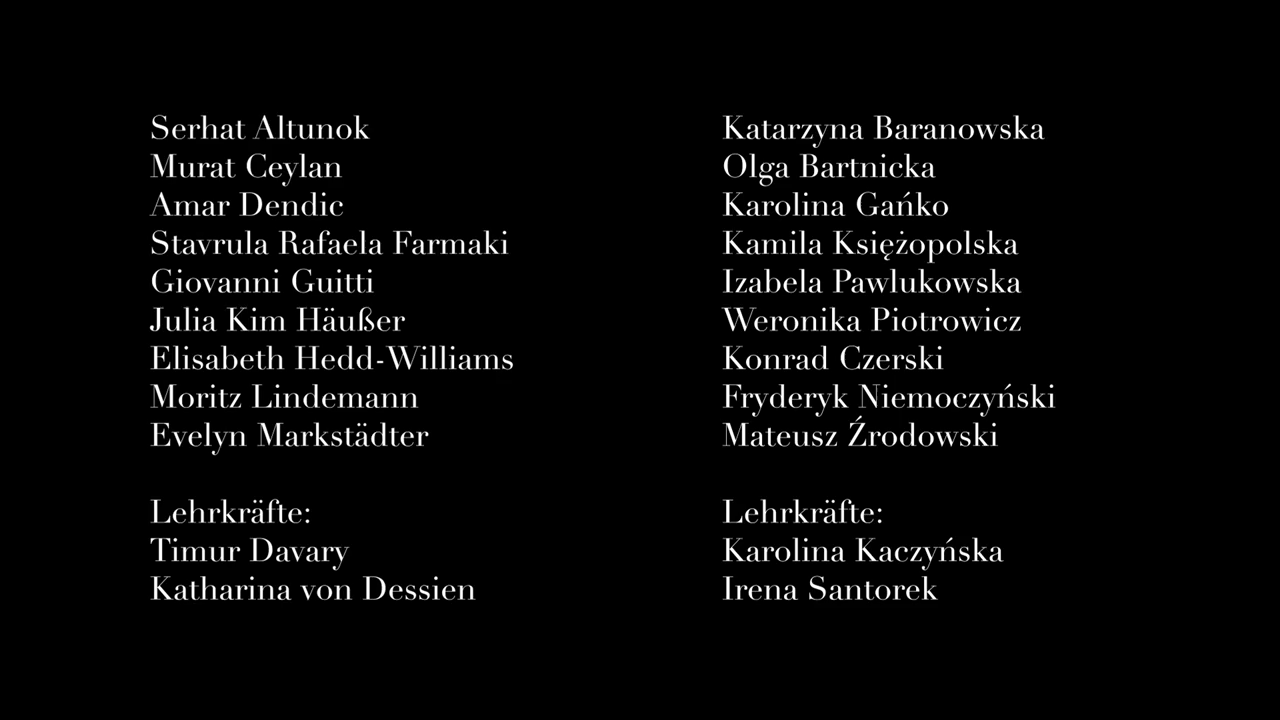 Serhat Altunok
Murat Ceylan
Amar Dendic
Stavrula Rafaela Farmaki
Giovanni Guitti
Julia Kim Häußer
Elisabeth Hedd-Williams
Moritz Lindemann
Evelyn Markstädter
Lehrkräfte:
Timur Davary
Katharina von Dessien
Katarzyna Baranowska
Olga Bartnicka
Karolina Gańko
Kamila Księżopolska
Izabela Pawlukowska
Weronika Piotrowicz
Konrad Czerski
Fryderyk Niemoczyński
Mateusz Źrodowski
Lehrkräfte:
Karolina Kaczyńska
Irena Santorek